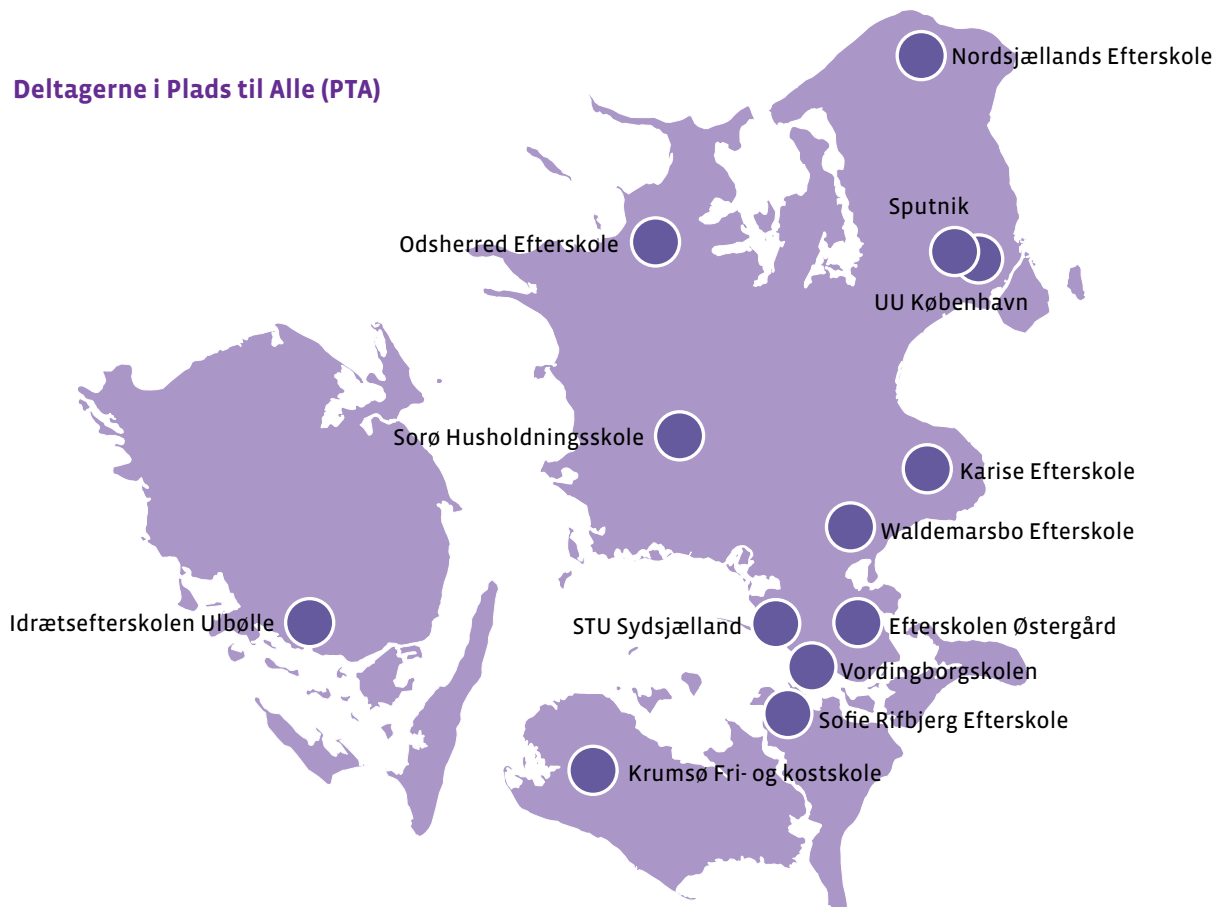 Deltagerne i Plads til Alle (PTA)
Nordsjællands Efterskole
Sputnik
Odsherred Efterskole
UU København
Sorø Husholdningsskole
Karise Efterskole
Waldemarsbo Efterskole
Idrætsefterskolen Ulbølle
STU Sydsjælland
Efterskolen Østergård
Vordingborgskolen
Sofie Rifbjerg Efterskole
Krumsø Fri- og kostskole